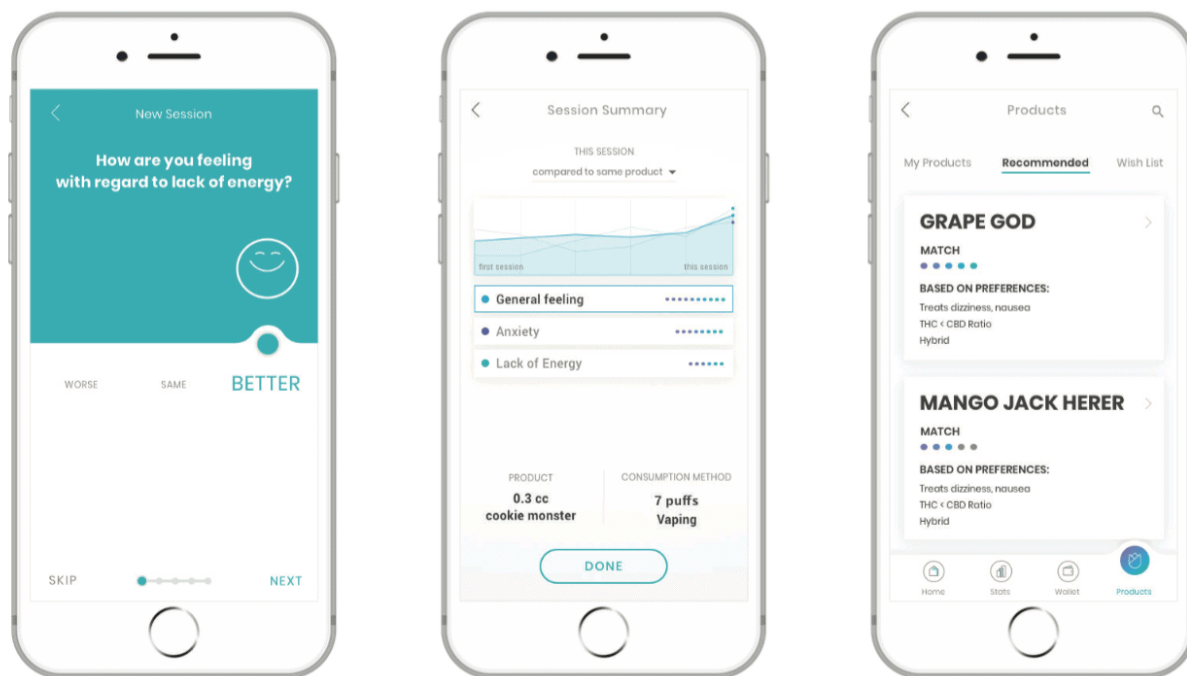 New Session
How are you feeling
with regard to lack of energy?
WORSE
SAME
BETTER
SKIP
NEXT
Session Summary
THIS SESSION
compared to same product
first session
this session
General feeling
Anxiety
Lack of Energy
PRODUCT
0.3 cc
cookie monster
CONSUMPTION METHOD
7 puffs
Vaping
DONE
Products
My Products
Recommended
Wish List
GRAPE GOD
MATCH
BASED ON PREFERENCES:
Treats dizziness, nausea
THC < CBD Ratio
Hybrid
MANGO JACK HERER
MATCH
BASED ON PREFERENCES:
Treats dizziness, nausea
THC < CBD Ratio
Hybrid
Home
Stats
Wallet
Products